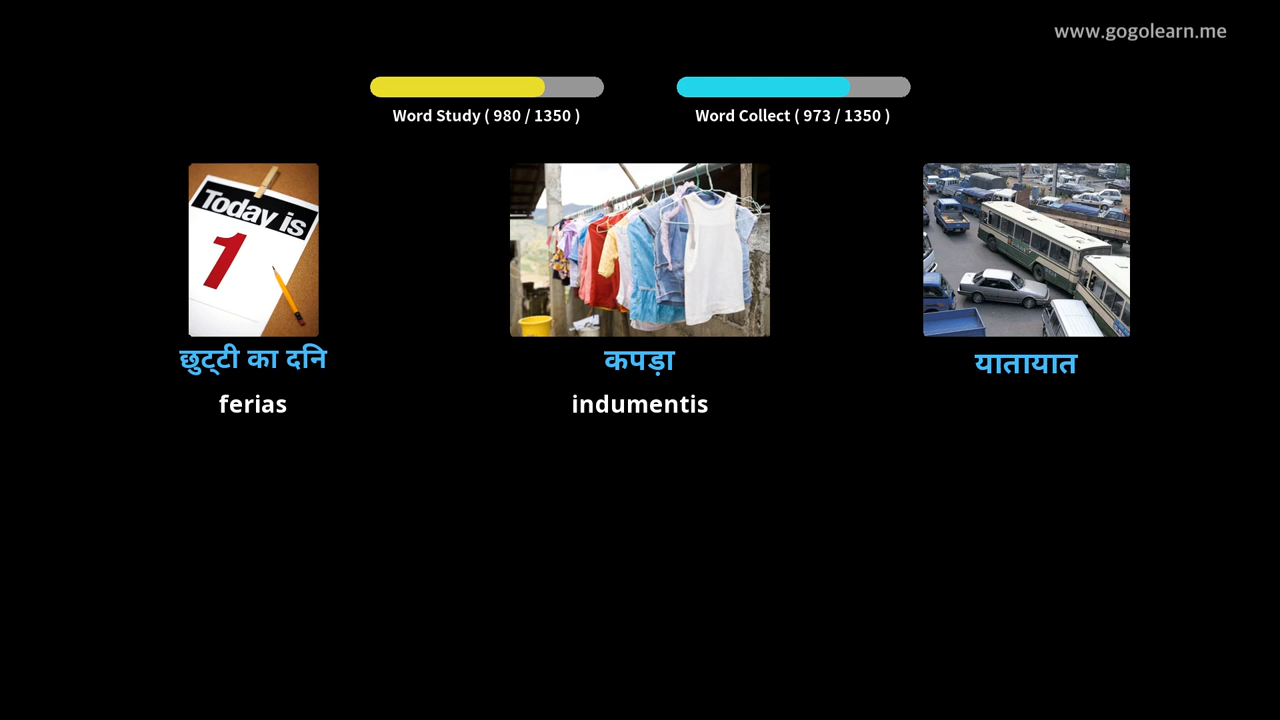 www.gogolearn.me
Word Study ( 980 / 1350 )
Word Collect ( 973 / 1350 )
Today is
1
छुट्टी का दनि
कपड़ा
यातायात
ferias
indumentis